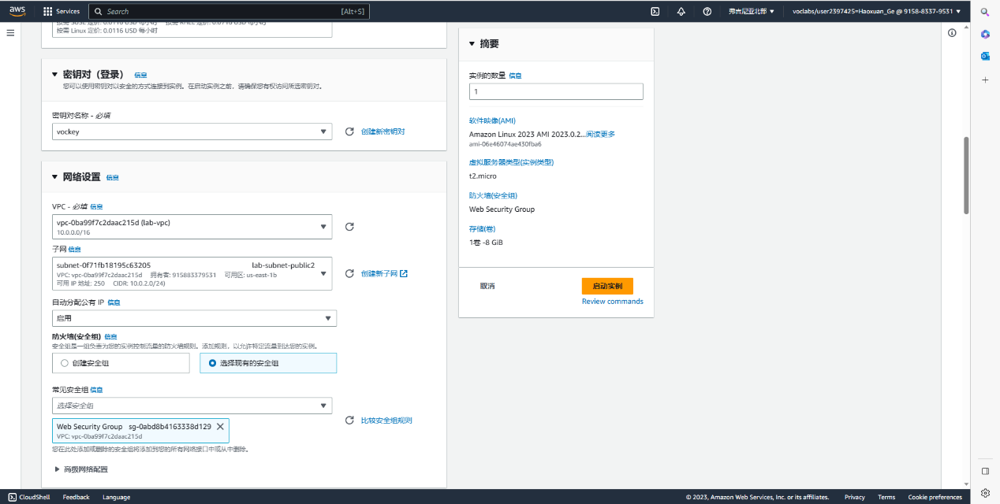 aws
Services
Search
[Alt+S]
弗吉尼亚北部
voclabs/user2397425=Haoxuan_Ge @ 9158-8337-9531
按需 SUSE 定价: 0.0116 USD 每小时
按需 Linux 定价: 0.0116 USD 每小时
密钥对（登录） 信息
您可以使用密钥对以安全的方式连接到实例。在启动实例之前，请确保您有权访问所选密钥对。
密钥对名称 - 必填
vockey
创建新密钥对
网络设置 信息
VPC - 必填 信息
vpc-0ba99f7c2daac215d (lab-vpc)
10.0.0.0/16
子网 信息
subnet-0f71fb18195c63205 lab-subnet-public2
VPC: vpc-0ba99f7c2daac215d 拥有者: 915883379531 可用区: us-east-1b
可用 IP 地址: 250 CIDR: 10.0.2.0/24)
创建新子网
自动分配公有 IP 信息
启用
防火墙(安全组) 信息
安全组是一组负责为您的实例控制流量的防火墙规则。添加规则，以允许特定流量到达您的实例。
创建安全组
选择现有的安全组
常见安全组 信息
选择安全组
Web Security Group sg-0abd8b4163338d129
VPC: vpc-0ba99f7c2daac215d
比较安全组规则
您在此处添加或删除的安全组将添加到您的所有网络接口中或从中删除。
高级网络配置
摘要
实例的数量 信息
1
软件映像(AMI)
Amazon Linux 2023 AMI 2023.0.2...阅读更多
ami-06e46074ae430fba6
虚拟服务器类型(实例类型)
t2.micro
防火墙(安全组)
Web Security Group
存储(卷)
1卷 -8 GiB
取消
启动实例
Review commands
CloudShell
Feedback
Language
© 2023, Amazon Web Services, Inc. or its affiliates.
Privacy
Terms
Cookie preferences